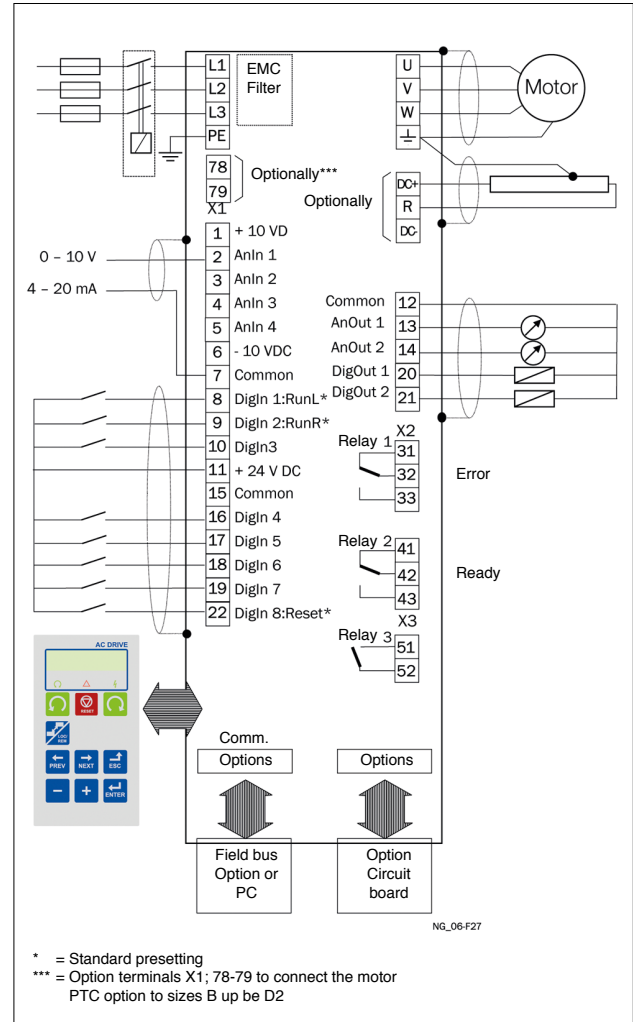 L1
EMC
Filter
L2
L3
PE
U
V
W
Motor
78
79
Optionally***
X1
Optionally
DC+
R
DC-
0 – 10 V
4 – 20 mA
1 + 10 VD
2 AnIn 1
3 AnIn 2
4 AnIn 3
5 AnIn 4
6 - 10 VDC
7 Common
8 DigIn 1:RunL*
9 DigIn 2:RunR*
10 DigIn3
11 + 24 V DC
15 Common
16 DigIn 4
17 DigIn 5
18 DigIn 6
19 DigIn 7
22 DigIn 8:Reset*
Common 12
AnOut 1 13
AnOut 2 14
DigOut 1 20
DigOut 2 21
X2
Relay 1
31
32
33
Error
Relay 2
41
42
43
Ready
X3
Relay 3
51
52
AC DRIVE
RESET
LOC/
REM
PREV
NEXT
ESC
-
+
ENTER
Comm.
Options
Options
Field bus
Option or
PC
Option
Circuit
board
NG_06-F27
* = Standard presetting
*** = Option terminals X1; 78-79 to connect the motor
PTC option to sizes B up be D2